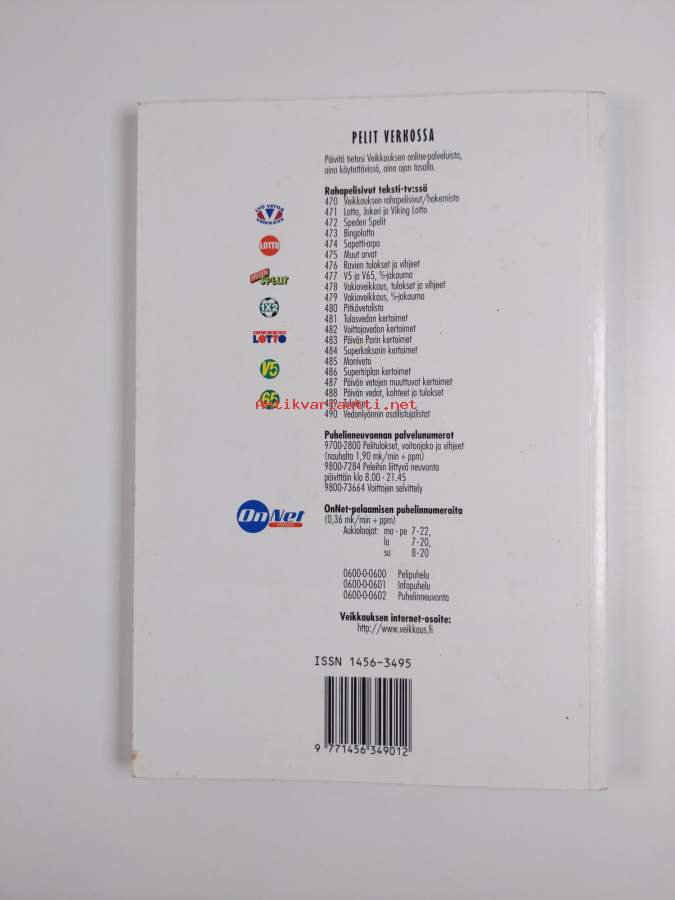 PELIT VERKOSSA
Päivitä tietosi Veikkauksen online-palveluista,
aina käytettävissä, aina ajan tasalla.
Rahapelisivut teksti-tv:ssä
470 Veikkauksen rahapelisivut/hakemisto
471 Lotto, Jokeri ja Viking Lotto
472 Speden Spelit
473 Bingolotto
474 Sapatti-arpa
475 Muut arvat
476 Ravien tulokset ja vihjeet
477 V5 ja V65, %-jakauma
478 Vakioveikkaus, tulokset ja vihjeet
479 Vakioveikkaus, %-jakauma
480 Pitkävetolista
481 Tulosvedon kertoimet
482 Voittajavedon kertoimet
483 Päivän Parin kertoimet
484 Superkaksarin kertoimet
485 Moniveto
486 Supertriplan kertoimet
487 Päivän vetojen muuttuvat kertoimet
488 Päivän vedot, kohteet ja tulokset
Antikvariaatti.net
490 Vedonlyönnin osallistujalistat
LYÖ VETOA
VEIKKAUS
LOTTO
SPEDEN
SPELIT
1X2
VIKING
LOTTO
V5
65
Puhelinneuvonnan palvelunumerot
9700-2800 Pelitulokset, voitonjako ja vihjeet
(nauhalta 1,90 mk/min + ppm)
9800-7284 Peleihin liittyvä neuvonta
päivittäin klo 8.00 - 21.45
9800-73664 Voittojen selvittely
OnNet
OnNet-pelaamisen puhelinnumeroita
(0,36 mk/min + ppm)
Aukioloajat: ma - pe 7-22,
la 7-20,
su 8-20
0600-0-0600 Pelipuhelu
0600-0-0601 Infopuhelu
0600-0-0602 Puhelinneuvonta
Veikkauksen internet-osoite:
http://www.veikkaus.fi
ISSN 1456-3495
9 771456 349012